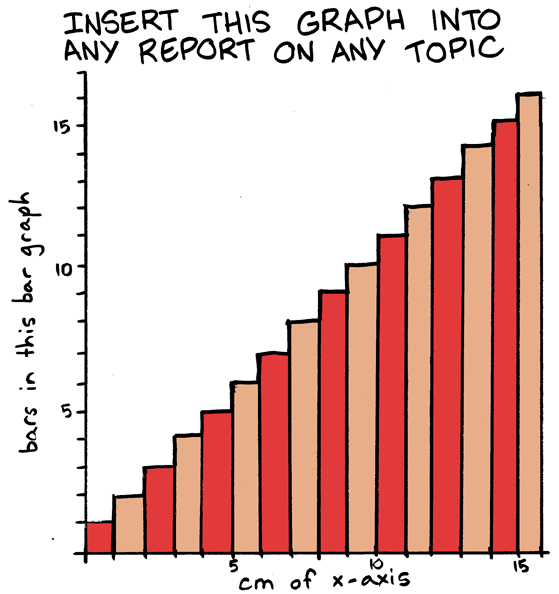 INSERT THIS GRAPH INTO
ANY REPORT ON ANY TOPIC
15
10
5
bars in this bar graph
5 10 15
cm of x-axis